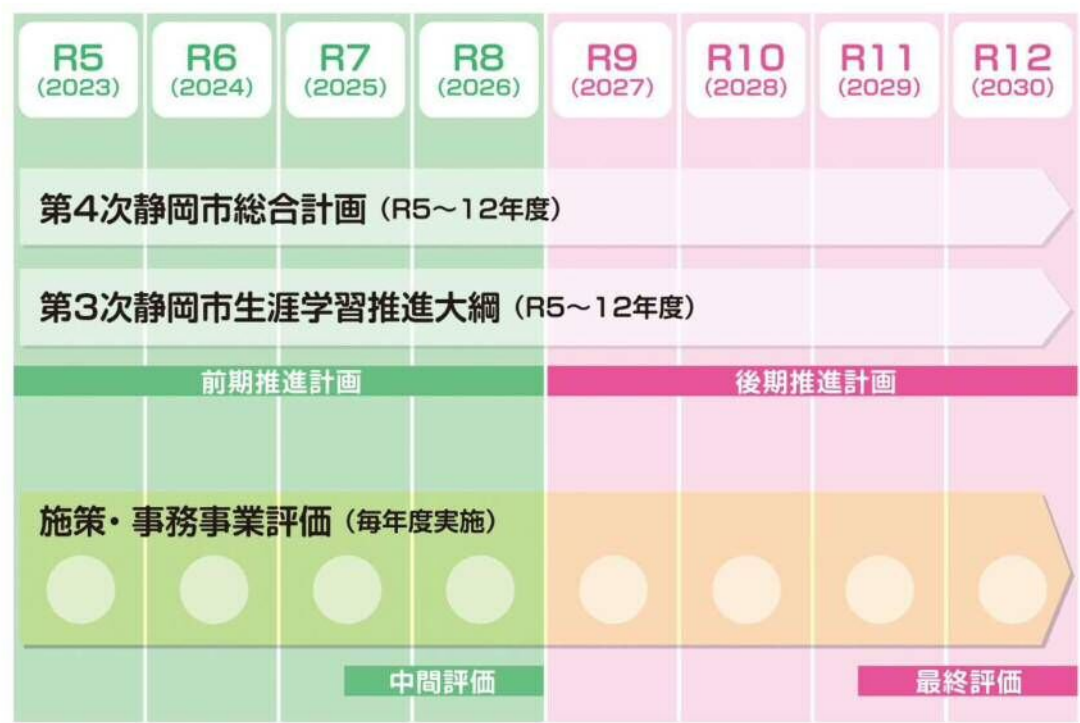 R5 R6 R7 R8 R9 R10 R11 R12
(2023) (2024) (2025) (2026) (2027) (2028) (2029) (2030)
第4次静岡市総合計画（R5～12年度）
第3次静岡市生涯学習推進大綱（R5～12年度）
前期推進計画 後期推進計画
施策・事務事業評価（毎年度実施）
中間評価 最終評価